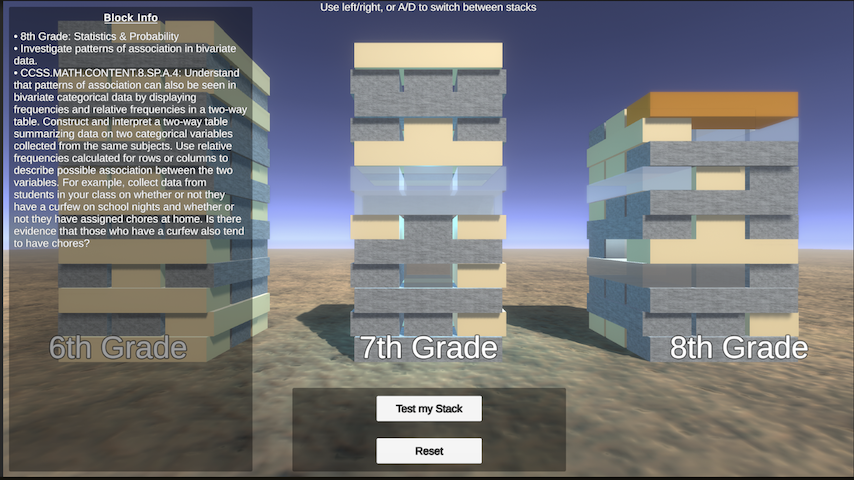 Use left/right, or A/D to switch between stacks
Block Info
• 8th Grade: Statistics & Probability
• Investigate patterns of association in bivariate
data.
• CCSS.MATH.CONTENT.8.SP.A.4: Understand
that patterns of association can also be seen in
bivariate categorical data by displaying
frequencies and relative frequencies in a two-way
table. Construct and interpret a two-way table
summarizing data on two categorical variables
collected from the same subjects. Use relative
frequencies calculated for rows or columns to
describe possible association between the two
variables. For example, collect data from
students in your class on whether or not they
have a curfew on school nights and whether or
not they have assigned chores at home. Is there
evidence that those who have a curfew also tend
to have chores?
6th Grade
7th Grade
8th Grade
Test my Stack
Reset